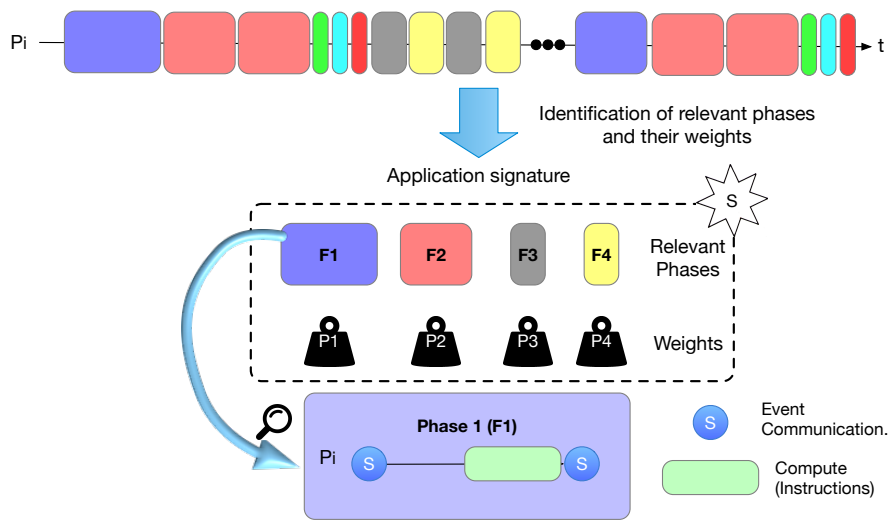 Pi
t
Identification of relevant phases
and their weights
Application signature
S
F1
F2
F3
F4
Relevant
Phases
P1
P2
P3
P4
Weights
Phase 1 (F1)
Pi
S
S
S
Event
Communication.
Compute
(Instructions)